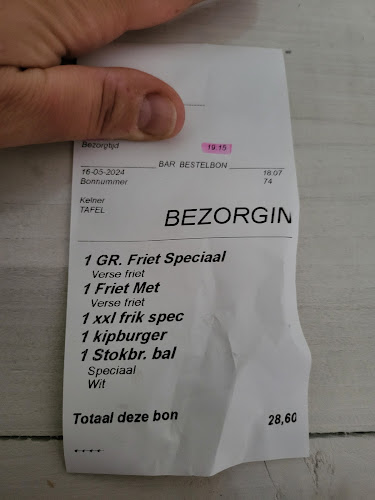 Bezorgtijd 19:15
BAR BESTELBON
16-05-2024 18:07
Bonnummer 74
Kelner
TAFEL
BEZORGIN
1 GR. Friet Speciaal
Verse friet
1 Friet Met
Verse friet
1 xxl frik spec
1 kipburger
1 Stokbr. bal
Speciaal
Wit
Totaal deze bon 28,60
****